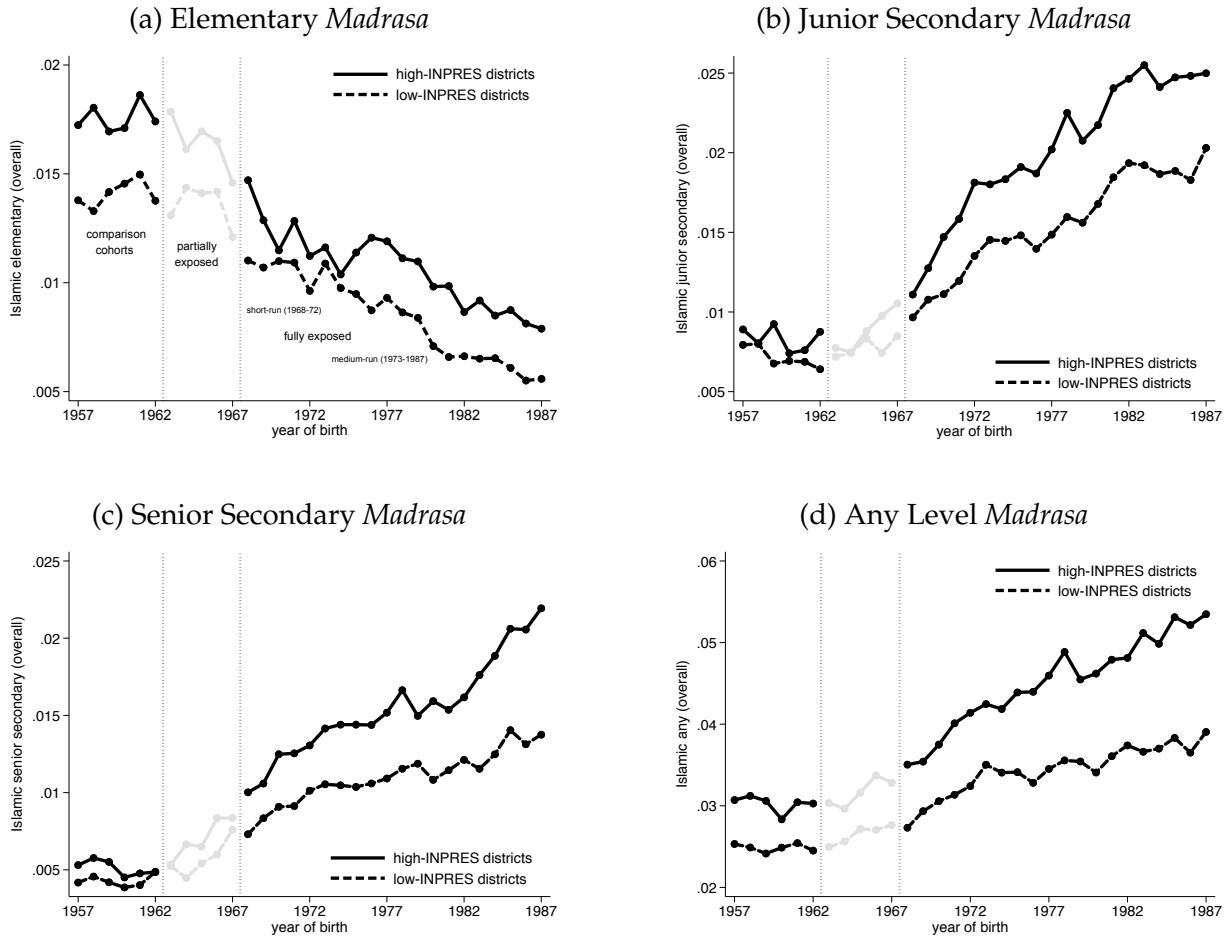 (a) Elementary Madrasa
.02
.015
.01
.005
Islamic elementary (overall)
high-INPRES districts
low-INPRES districts
comparison
cohorts
partially
exposed
short-run (1968-72)
fully exposed
medium-run (1973-1987)
1957 1962 1967 1972 1977 1982 1987
year of birth
(b) Junior Secondary Madrasa
.025
.02
.015
.01
.005
Islamic junior secondary (overall)
high-INPRES districts
low-INPRES districts
1957 1962 1967 1972 1977 1982 1987
year of birth
(c) Senior Secondary Madrasa
.025
.02
.015
.01
.005
Islamic senior secondary (overall)
high-INPRES districts
low-INPRES districts
1957 1962 1967 1972 1977 1982 1987
year of birth
(d) Any Level Madrasa
.06
.05
.04
.03
.02
Islamic any (overall)
high-INPRES districts
low-INPRES districts
1957 1962 1967 1972 1977 1982 1987
year of birth